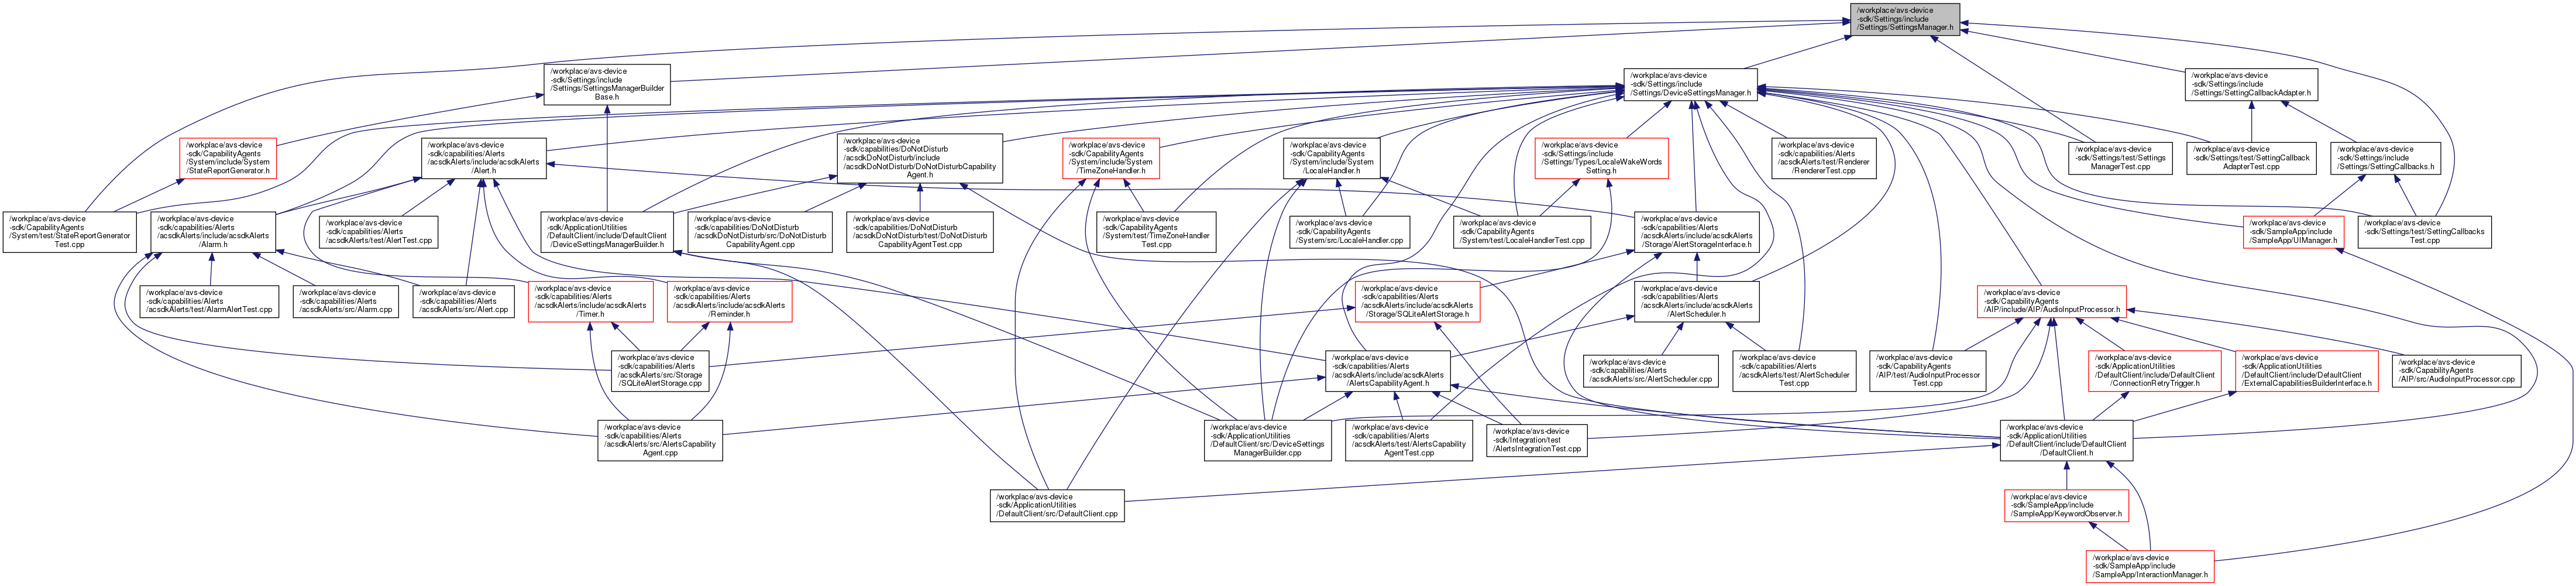 /workplace/avs-device
-sdk/Settings/include
/Settings/SettingsManager.h
/workplace/avs-device
-sdk/Settings/include
/Settings/SettingsManagerBuilder
Base.h
/workplace/avs-device
-sdk/Settings/include
/Settings/DeviceSettingsManager.h
/workplace/avs-device
-sdk/Settings/include
/Settings/SettingCallbackAdapter.h
/workplace/avs-device
-sdk/CapabilityAgents
/System/include/System
/StateReportGenerator.h
/workplace/avs-device
-sdk/capabilities/Alerts
/acsdkAlerts/include/acsdkAlerts
/Alert.h
/workplace/avs-device
-sdk/capabilities/DoNotDisturb
/acsdkDoNotDisturb/include
/acsdkDoNotDisturb/DoNotDisturbCapability
Agent.h
/workplace/avs-device
-sdk/CapabilityAgents
/System/include/System
/TimeZoneHandler.h
/workplace/avs-device
-sdk/CapabilityAgents
/System/include/System
/LocaleHandler.h
/workplace/avs-device
-sdk/Settings/include
/Settings/Types/LocaleWakeWords
Setting.h
/workplace/avs-device
-sdk/capabilities/Alerts
/acsdkAlerts/test/Renderer
/RendererTest.cpp
/workplace/avs-device
-sdk/Settings/test/Settings
ManagerTest.cpp
/workplace/avs-device
-sdk/Settings/test/SettingCallback
AdapterTest.cpp
/workplace/avs-device
-sdk/Settings/include
/Settings/SettingCallbacks.h
/workplace/avs-device
-sdk/CapabilityAgents
/System/test/StateReportGenerator
Test.cpp
/workplace/avs-device
-sdk/capabilities/Alerts
/acsdkAlerts/include/acsdkAlerts
/Alarm.h
/workplace/avs-device
-sdk/capabilities/Alerts
/acsdkAlerts/test/AlertTest.cpp
/workplace/avs-device
-sdk/ApplicationUtilities
/DefaultClient/include/DefaultClient
/DeviceSettingsManagerBuilder.h
/workplace/avs-device
-sdk/capabilities/DoNotDisturb
/acsdkDoNotDisturb/src/DoNotDisturb
CapabilityAgent.cpp
/workplace/avs-device
-sdk/capabilities/DoNotDisturb
/acsdkDoNotDisturb/test/DoNotDisturb
CapabilityAgentTest.cpp
/workplace/avs-device
-sdk/CapabilityAgents
/System/test/TimeZoneHandler
Test.cpp
/workplace/avs-device
-sdk/CapabilityAgents
/System/src/LocaleHandler.cpp
/workplace/avs-device
-sdk/CapabilityAgents
/System/test/LocaleHandlerTest.cpp
/workplace/avs-device
-sdk/capabilities/Alerts
/acsdkAlerts/include/acsdkAlerts
/Storage/AlertStorageInterface.h
/workplace/avs-device
-sdk/SampleApp/include
/SampleApp/UIManager.h
/workplace/avs-device
-sdk/Settings/test/SettingCallbacks
Test.cpp
/workplace/avs-device
-sdk/capabilities/Alerts
/acsdkAlerts/test/AlarmAlertTest.cpp
/workplace/avs-device
-sdk/capabilities/Alerts
/acsdkAlerts/src/Alarm.cpp
/workplace/avs-device
-sdk/capabilities/Alerts
/acsdkAlerts/src/Alert.cpp
/workplace/avs-device
-sdk/capabilities/Alerts
/acsdkAlerts/include/acsdkAlerts
/Timer.h
/workplace/avs-device
-sdk/capabilities/Alerts
/acsdkAlerts/include/acsdkAlerts
/Reminder.h
/workplace/avs-device
-sdk/capabilities/Alerts
/acsdkAlerts/include/acsdkAlerts
/Storage/SQLiteAlertStorage.h
/workplace/avs-device
-sdk/capabilities/Alerts
/acsdkAlerts/include/acsdkAlerts
/AlertScheduler.h
/workplace/avs-device
-sdk/CapabilityAgents
/AIP/include/AIP/AudioInputProcessor.h
/workplace/avs-device
-sdk/capabilities/Alerts
/acsdkAlerts/src/Storage
/SQLiteAlertStorage.cpp
/workplace/avs-device
-sdk/capabilities/Alerts
/acsdkAlerts/include/acsdkAlerts
/AlertsCapabilityAgent.h
/workplace/avs-device
-sdk/capabilities/Alerts
/acsdkAlerts/src/AlertScheduler.cpp
/workplace/avs-device
-sdk/capabilities/Alerts
/acsdkAlerts/test/AlertScheduler
Test.cpp
/workplace/avs-device
-sdk/CapabilityAgents
/AIP/test/AudioInputProcessor
Test.cpp
/workplace/avs-device
-sdk/ApplicationUtilities
/DefaultClient/include/DefaultClient
/ConnectionRetryTrigger.h
/workplace/avs-device
-sdk/ApplicationUtilities
/DefaultClient/include/DefaultClient
/ExternalCapabilitiesBuilderInterface.h
/workplace/avs-device
-sdk/CapabilityAgents
/AIP/src/AudioInputProcessor.cpp
/workplace/avs-device
-sdk/capabilities/Alerts
/acsdkAlerts/src/AlertsCapability
Agent.cpp
/workplace/avs-device
-sdk/ApplicationUtilities
/DefaultClient/src/DeviceSettings
ManagerBuilder.cpp
/workplace/avs-device
-sdk/capabilities/Alerts
/acsdkAlerts/test/AlertsCapability
AgentTest.cpp
/workplace/avs-device
-sdk/Integration/test
/AlertsIntegrationTest.cpp
/workplace/avs-device
-sdk/ApplicationUtilities
/DefaultClient/include/DefaultClient
/DefaultClient.h
/workplace/avs-device
-sdk/ApplicationUtilities
/DefaultClient/src/DefaultClient.cpp
/workplace/avs-device
-sdk/SampleApp/include
/SampleApp/KeywordObserver.h
/workplace/avs-device
-sdk/SampleApp/include
/SampleApp/InteractionManager.h